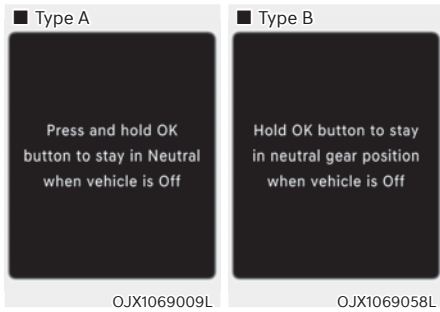 ■ Type A
Press and hold OK
button to stay in Neutral
when vehicle is Off
OJX1069009L
■ Type B
Hold OK button to stay
in neutral gear position
when vehicle is Off
OJX1069058L